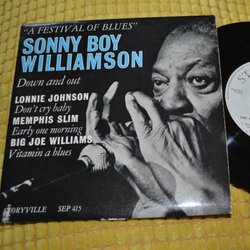 "A FESTIVAL OF BLUES"
SONNY BOY
WILLIAMSON
Down and out
LONNIE JOHNSON
Don't cry baby
MEMPHIS SLIM
Early one morning
BIG JOE WILLIAMS
Vitamin a blues
STORYVILLE SEP 415